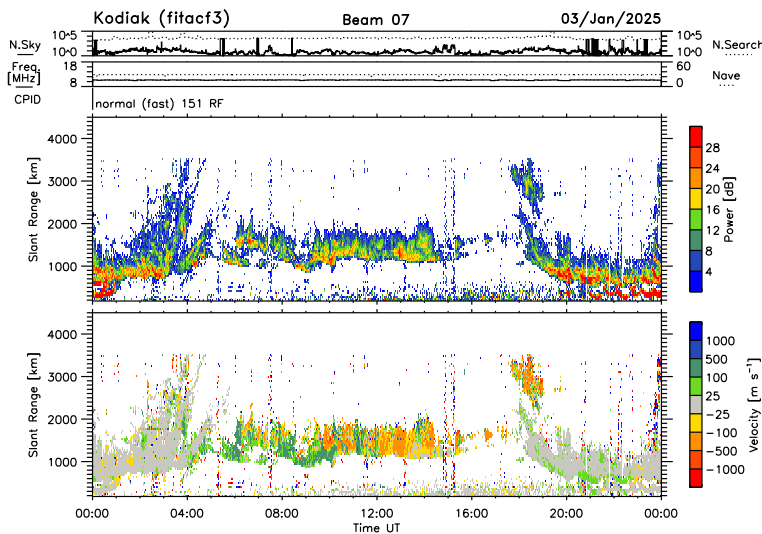 Kodiak (fitacf3) Beam 07 03/Jan/2025
10+5 10+5
N.Sky N.Search
10+0 10+0
18 60
Freq. Nave
[MHz]
8 0
CPID normal (fast) 151 RF
4000
3000
2000
1000
Slant Range [km]
28
24
20
16
12
8
4
Power [dB]
4000
3000
2000
1000
Slant Range [km]
1000
500
100
25
-25
-100
-500
-1000
Velocity [m s-1]
00:00 04:00 08:00 12:00 16:00 20:00 00:00
Time UT